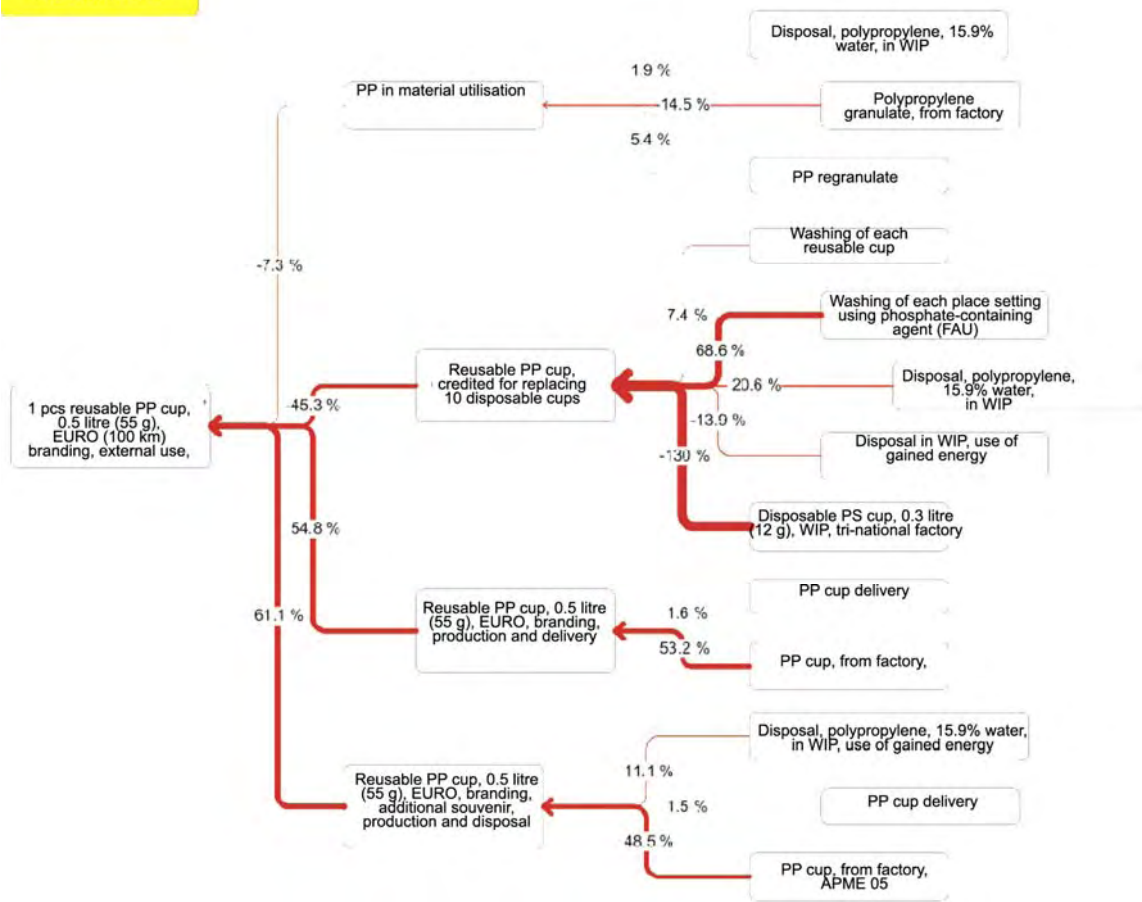 Disposal, polypropylene, 15.9%
water, in WIP
1.9 %
PP in material utilisation
-14.5 %
Polypropylene
granulate, from factory
5.4 %
PP regranulate
Washing of each
reusable cup
-7.3 %
7.4 %
Washing of each place setting
using phosphate-containing
agent (FAU)
68.6 %
Reusable PP cup,
credited for replacing
10 disposable cups
20.6 %
Disposal, polypropylene,
15.9% water,
in WIP
-45.3 %
1 pcs reusable PP cup,
0.5 litre (55 g),
EURO (100 km)
branding, external use,
-13.9 %
Disposal in WIP, use of
gained energy
-130 %
Disposable PS cup, 0.3 litre
(12 g), WIP, tri-national factory
54.8 %
PP cup delivery
61.1 %
Reusable PP cup, 0.5 litre
(55 g), EURO, branding,
production and delivery
1.6 %
53.2 %
PP cup, from factory,
Disposal, polypropylene, 15.9% water,
in WIP, use of gained energy
11.1 %
Reusable PP cup, 0.5 litre
(55 g), EURO, branding,
additional souvenir,
production and disposal
1.5 %
PP cup delivery
48.5 %
PP cup, from factory,
APME 05